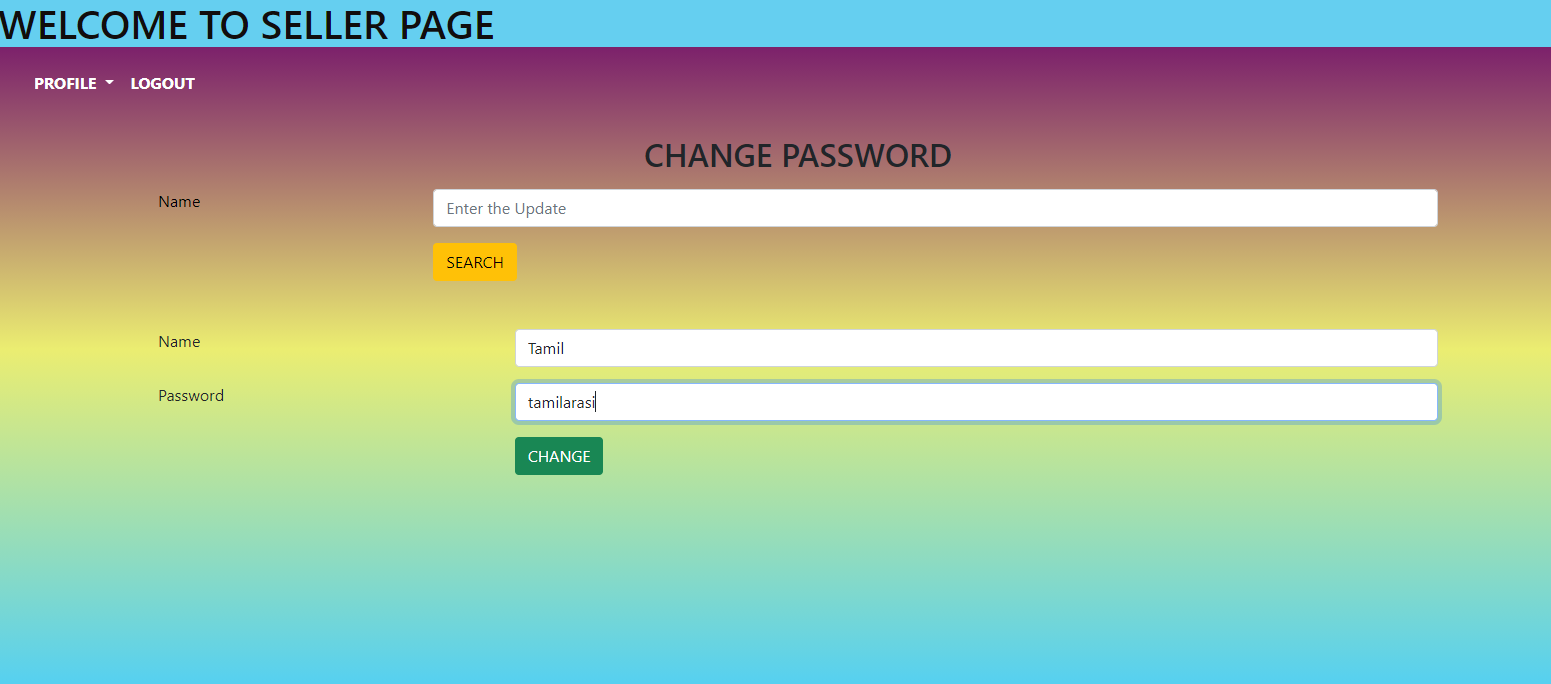 WELCOME TO SELLER PAGE
PROFILE LOGOUT
CHANGE PASSWORD
Name Enter the Update
SEARCH
Name Tamil
Password tamilarasi
CHANGE